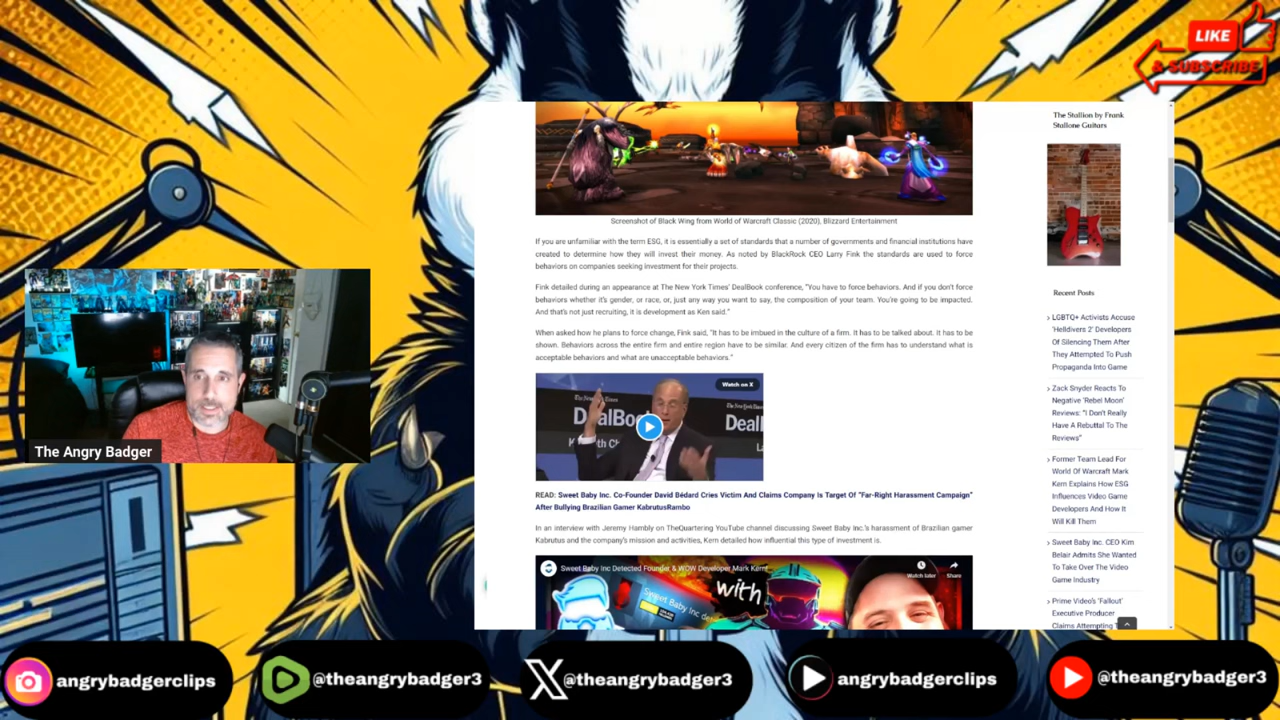 LIKE
& SUBSCRIBE
The Angry Badger
Screenshot of Black Wing from World of Warcraft Classic (2020), Blizzard Entertainment
If you are unfamiliar with the term ESG, it is essentially a set of standards that a number of governments and financial institutions have
created to determine how they will invest their money. As noted by BlackRock CEO Larry Fink the standards are used to force
behaviors on companies seeking investment for their projects.
Fink detailed during an appearance at The New York Times' DealBook conference, "You have to force behaviors. And if you don't force
behaviors whether it's gender, or race, or, just any way you want to say, the composition of your team. You're going to be impacted.
And that's not just recruiting, it is development as Ken said."
When asked how he plans to force change, Fink said, "It has to be imbued in the culture of a firm. It has to be talked about. It has to be
shown. Behaviors across the entire firm and entire region have to be similar. And every citizen of the firm has to understand what is
acceptable behaviors and what are unacceptable behaviors."
Watch on X
DealBoo
Deall
READ: Sweet Baby Inc. Co-Founder David Bédard Cries Victim And Claims Company Is Target Of "Far-Right Harassment Campaign"
After Bullying Brazilian Gamer KabrutusRambo
In an interview with Jeremy Hambly on TheQuartering YouTube channel discussing Sweet Baby Inc.'s harassment of Brazilian gamer
Kabrutus and the company's mission and activities, Kern detailed how influential this type of investment is.
Sweet Baby Inc Detected Founder & WOW Developer Mark Kern!
Watch later
Share
Sweet Baby Inc de
with
The Stallion by Frank
Stallone Guitars
Recent Posts
LGBTQ+ Activists Accuse
'Helldivers 2' Developers
Of Silencing Them After
They Attempted To Push
Propaganda Into Game
Zack Snyder Reacts To
Negative 'Rebel Moon'
Reviews: "I Don't Really
Have A Rebuttal To The
Reviews"
Former Team Lead For
World Of Warcraft Mark
Kern Explains How ESG
Influences Video Game
Developers And How It
Will Kill Them
Sweet Baby Inc. CEO Kim
Belair Admits She Wanted
To Take Over The Video
Game Industry
Prime Video's 'Fallout'
Executive Producer
Claims Attempting T
angrybadgerclips
@theangrybadger3
@theangrybadger3
angrybadgerclips
@theangrybadger3